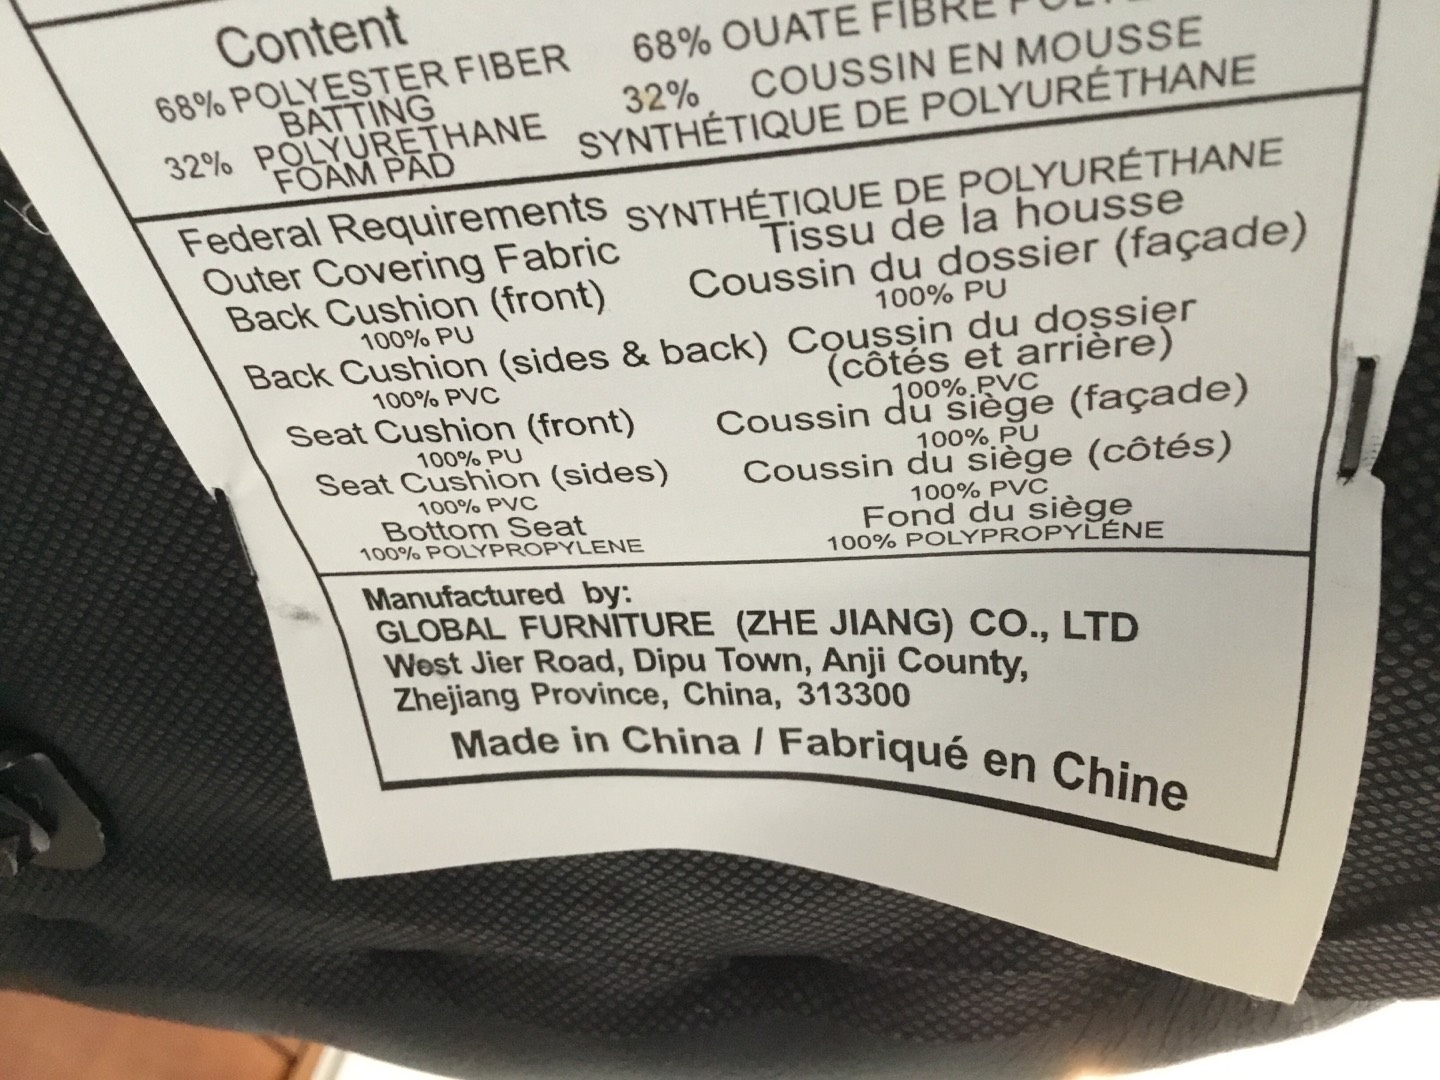 Content
68% POLYESTER FIBER
BATTING
32% POLYURETHANE
FOAM PAD
68% OUATE FIBRE
32% COUSSIN EN MOUSSE
SYNTHÉTIQUE DE POLYURÉTHANE
Federal Requirements
SYNTHÉTIQUE DE POLYURÉTHANE
Outer Covering Fabric
Tissu de la housse
Back Cushion (front)
Coussin du dossier (façade)
100% PU
100% PU
Back Cushion (sides & back)
Coussin du dossier
(côtés et arrière)
100% PVC
100% PVC
Seat Cushion (front)
Coussin du siège (façade)
100% PU
100% PU
Seat Cushion (sides)
Coussin du siège (côtés)
100% PVC
100% PVC
Bottom Seat
Fond du siège
100% POLYPROPYLENE
100% POLYPROPYLÉNE
Manufactured by:
GLOBAL FURNITURE (ZHE JIANG) CO., LTD
West Jier Road, Dipu Town, Anji County,
Zhejiang Province, China, 313300
Made in China / Fabriqué en Chine